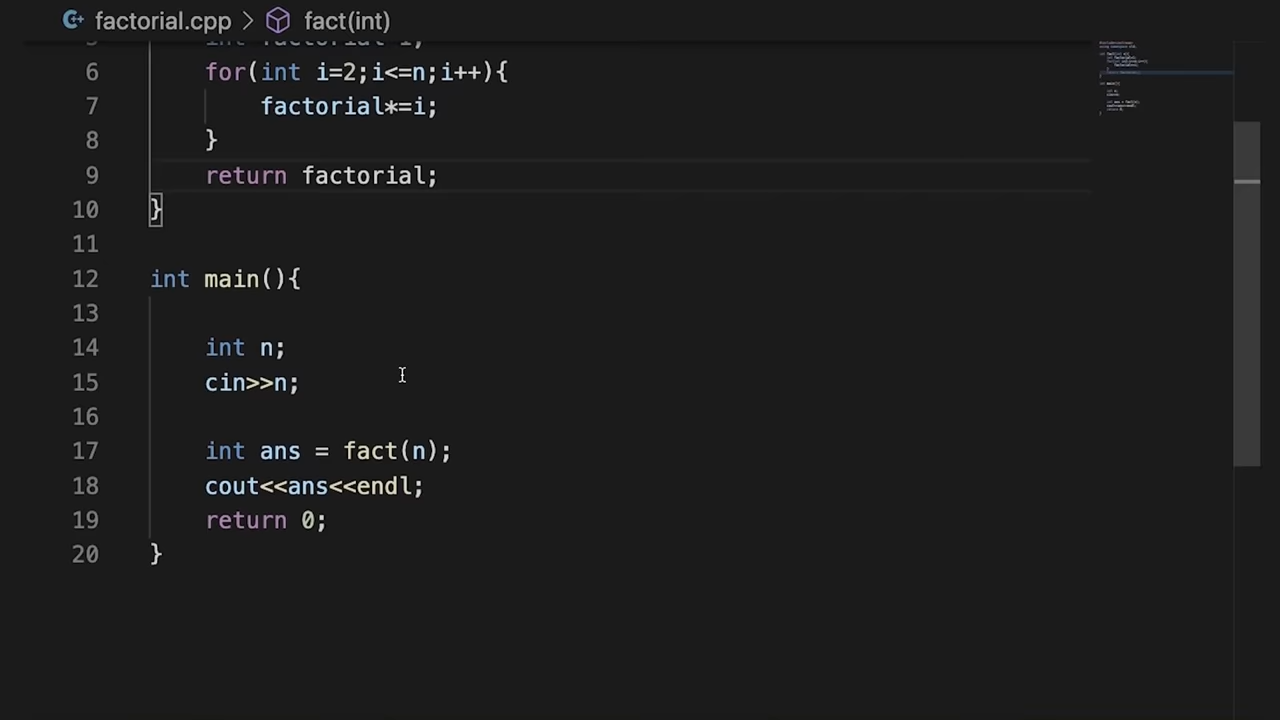 factorial.cpp > fact(int)
6 for(int i=2;i<=n;i++){
7 factorial*=i;
8 }
9 return factorial;
10 }
11
12 int main(){
13
14 int n;
15 cin>>n;
16
17 int ans = fact(n);
18 cout<<ans<<endl;
19 return 0;
20 }